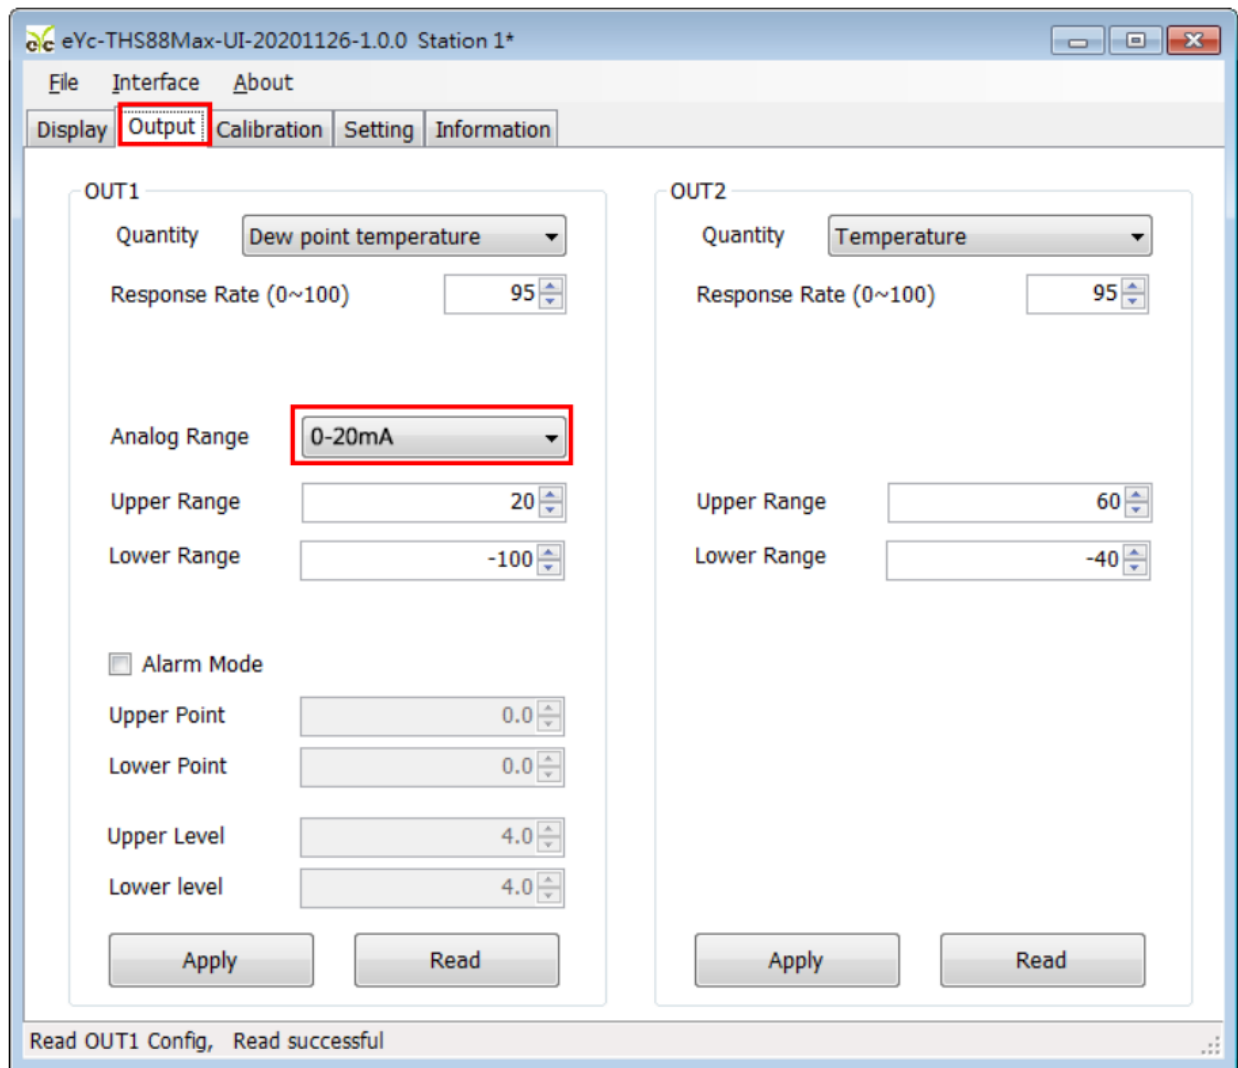 eYc eYc-THS88Max-UI-20201126-1.0.0 Station 1*
File Interface About
Display Output Calibration Setting Information
OUT1
Quantity Dew point temperature
Response Rate (0~100) 95
Analog Range 0-20mA
Upper Range 20
Lower Range -100
Alarm Mode
Upper Point 0.0
Lower Point 0.0
Upper Level 4.0
Lower level 4.0
Apply Read
OUT2
Quantity Temperature
Response Rate (0~100) 95
Upper Range 60
Lower Range -40
Apply Read
Read OUT1 Config, Read successful